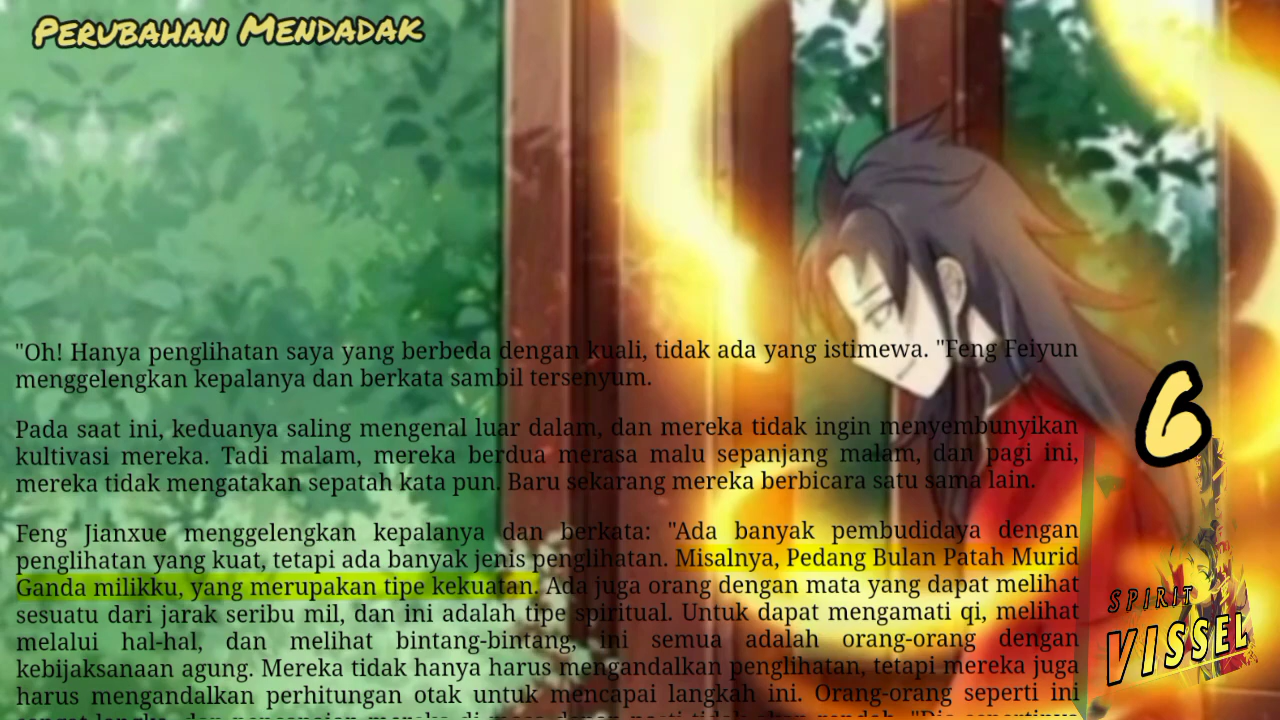 Perubahan Mendadak
"Oh! Hanya penglihatan saya yang berbeda dengan kuali, tidak ada yang istimewa. "Feng Feiyun
menggelengkan kepalanya dan berkata sambil tersenyum.
Pada saat ini, keduanya saling mengenal luar dalam, dan mereka tidak ingin menyembunyikan
kultivasi mereka. Tadi malam, mereka berdua merasa malu sepanjang malam, dan pagi ini,
mereka tidak mengatakan sepatah kata pun. Baru sekarang mereka berbicara satu sama lain.
Feng Jianxue menggelengkan kepalanya dan berkata: "Ada banyak pembudidaya dengan
penglihatan yang kuat, tetapi ada banyak jenis penglihatan. Misalnya, Pedang Bulan Patah Murid
Ganda milikku, yang merupakan tipe kekuatan. Ada juga orang dengan mata yang dapat melihat
sesuatu dari jarak seribu mil, dan ini adalah tipe spiritual. Untuk dapat mengamati qi, melihat
melalui hal-hal, dan melihat bintang-bintang, ini semua adalah orang-orang dengan
kebijaksanaan agung. Mereka tidak hanya harus mengandalkan penglihatan, tetapi mereka juga
harus mengandalkan perhitungan otak untuk mencapai langkah ini. Orang-orang seperti ini
6
SPIRIT
VISSEL